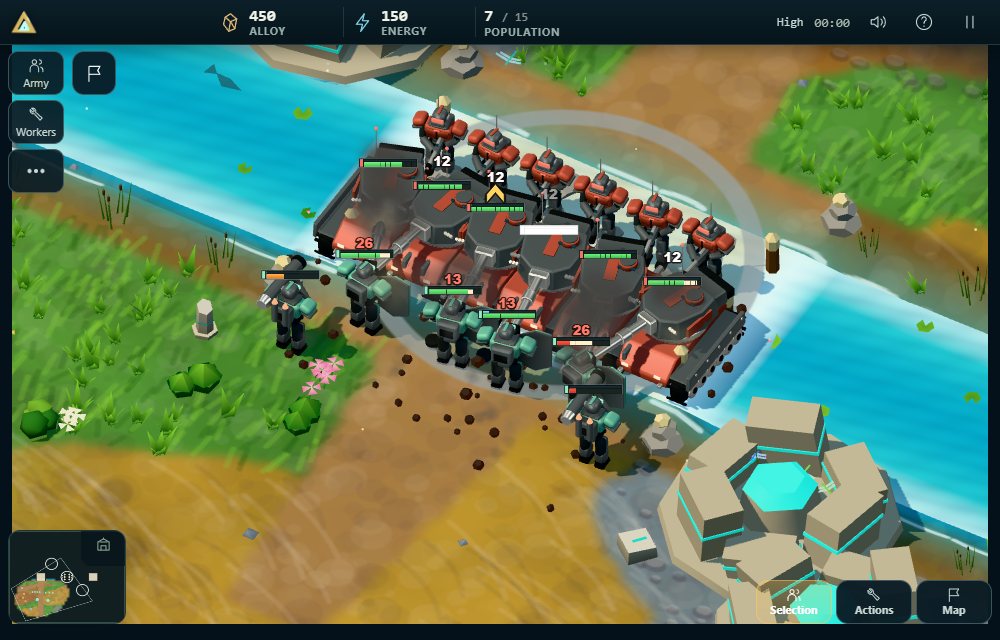 450
ALLOY
150
ENERGY
7 / 15
POPULATION
High 00:00
Army
Workers
12
12
12
12
26
13
13
26
Selection
Actions
Map